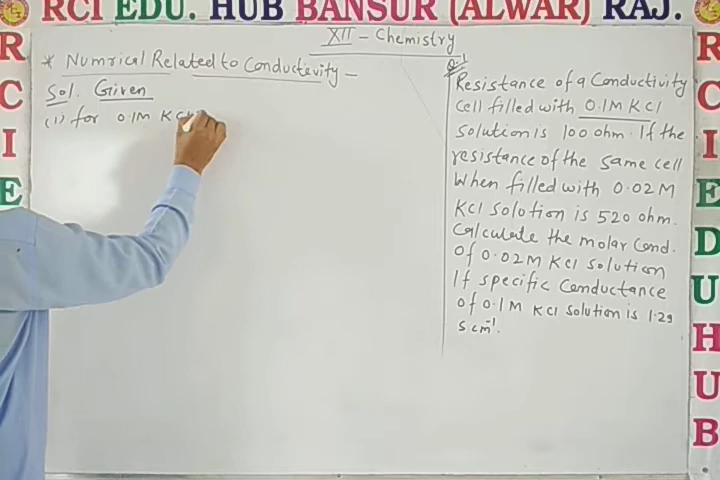 RCI EDU. HUB BANSUR (ALWAR) RAJ.
XII - Chemistry
* Numrical Related to Conductevity -
Sol. Given
(1) for 0.1M KCl
Q.1
Resistance of a Conductivity
Cell filled with 0.1M KCl
Solution is 100 ohm. If the
resistance of the same cell
When filled with 0.02 M
KCl solution is 520 ohm.
Calculate the molar Cond.
Of 0.02M KCl solution
If specific Conductance
of 0.1M KCl solution is 1.29
S cm⁻¹.
R
C
I
E
R
C
I
E
D
U
H
U
B